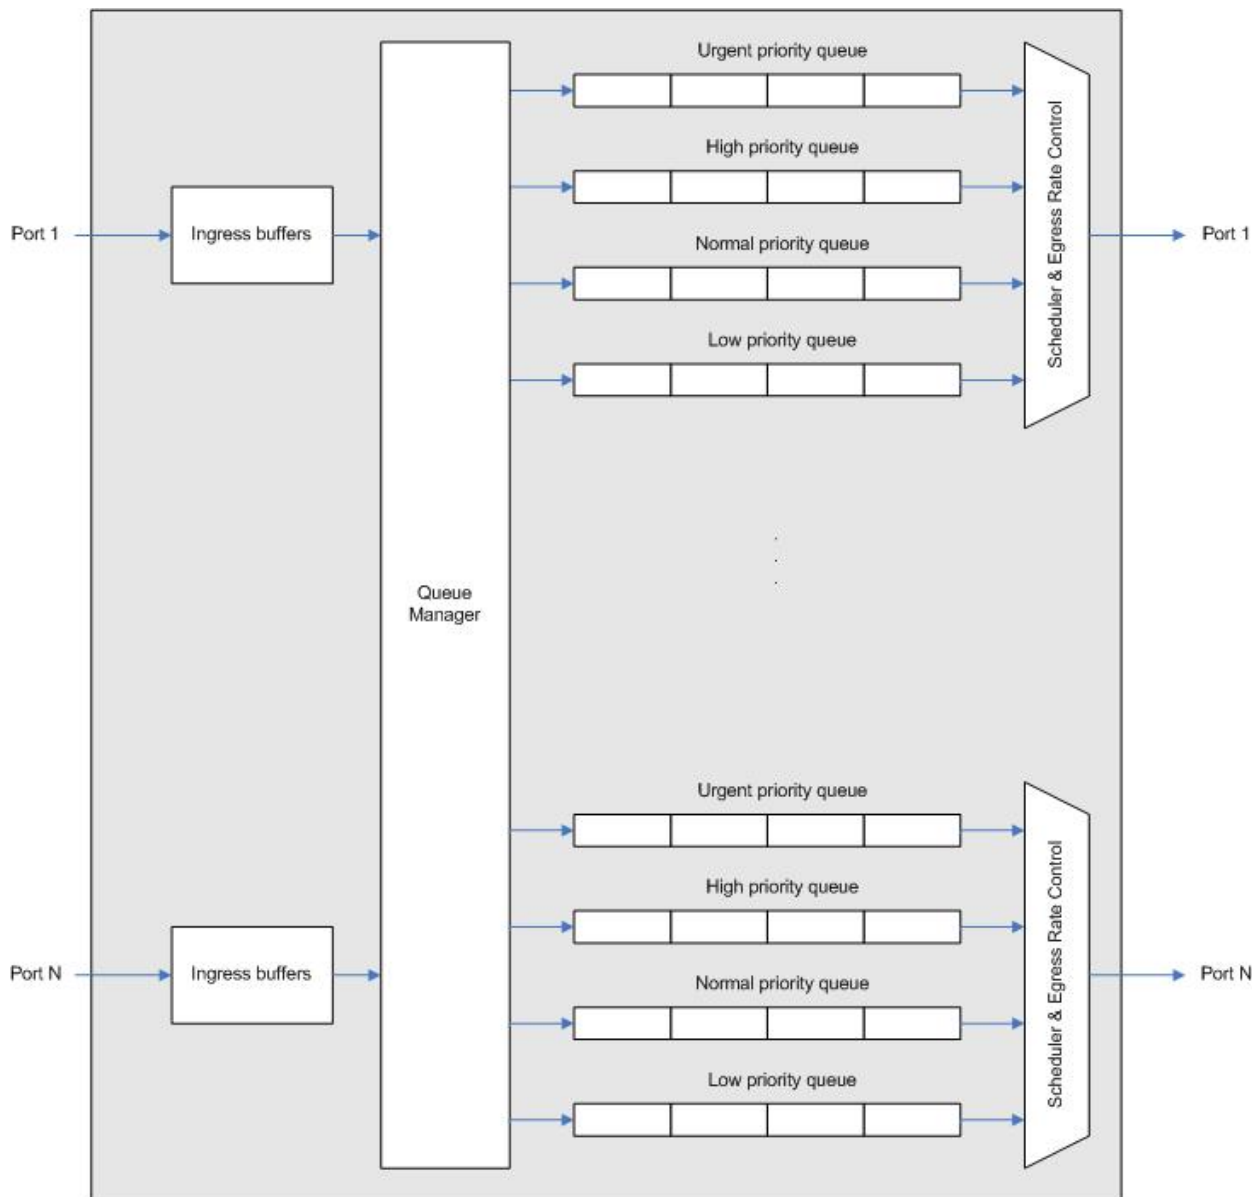 Urgent priority queue
High priority queue
Port 1
Ingress buffers
Normal priority queue
Scheduler & Egress Rate Control
Port 1
Low priority queue
Queue
Manager
Urgent priority queue
High priority queue
Port N
Ingress buffers
Normal priority queue
Scheduler & Egress Rate Control
Port N
Low priority queue